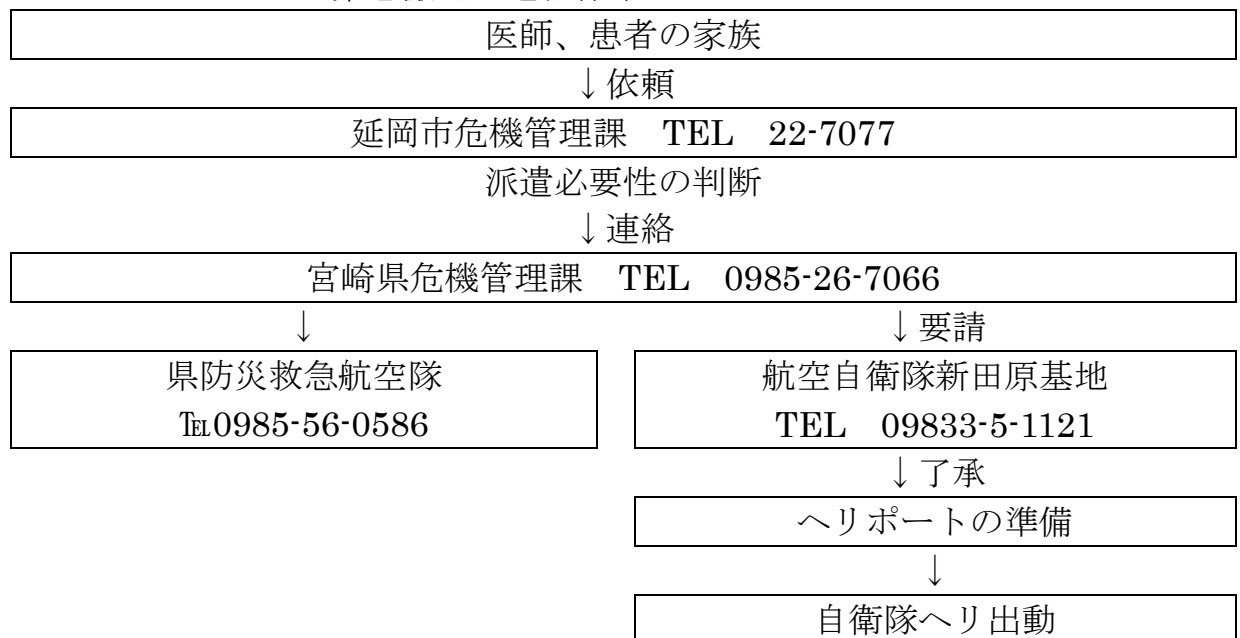 医師、患者の家族
↓依頼
延岡市危機管理課　TEL　22-7077
派遣必要性の判断
↓連絡
宮崎県危機管理課　TEL　0985-26-7066
↓
↓要請
県防災救急航空隊
℡0985-56-0586
航空自衛隊新田原基地
TEL　09833-5-1121
↓了承
ヘリポートの準備
↓
自衛隊ヘリ出動